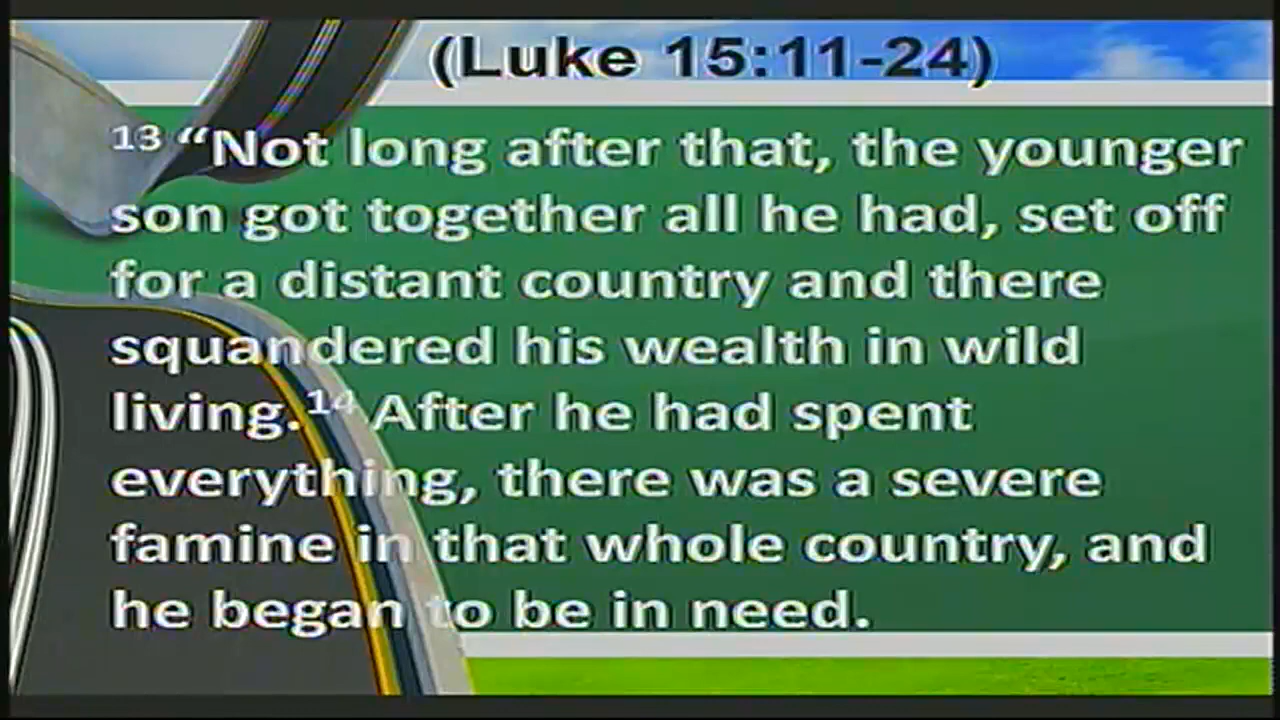 (Luke 15:11-24)
13 “Not long after that, the younger
son got together all he had, set off
for a distant country and there
squandered his wealth in wild
living.14 After he had spent
everything, there was a severe
famine in that whole country, and
he began to be in need.